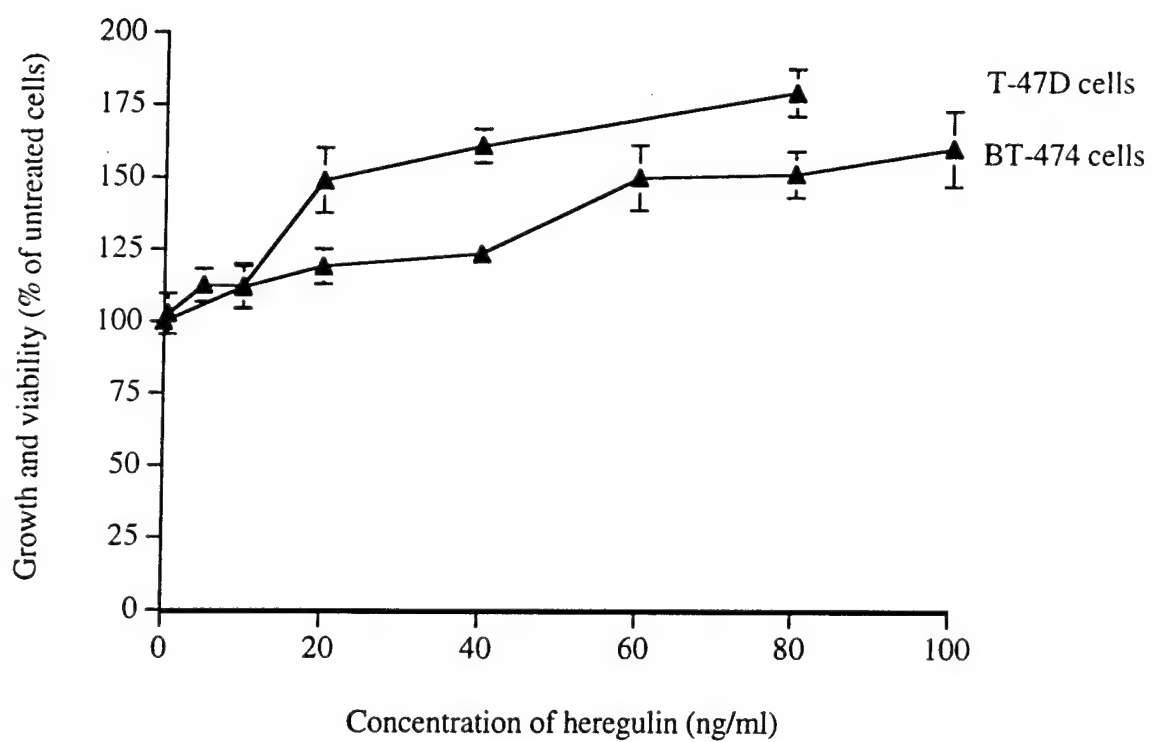 Growth and viability (% of untreated cells)
200
175
150
125
100
75
50
25
0
0 20 40 60 80 100
Concentration of heregulin (ng/ml)
T-47D cells
BT-474 cells